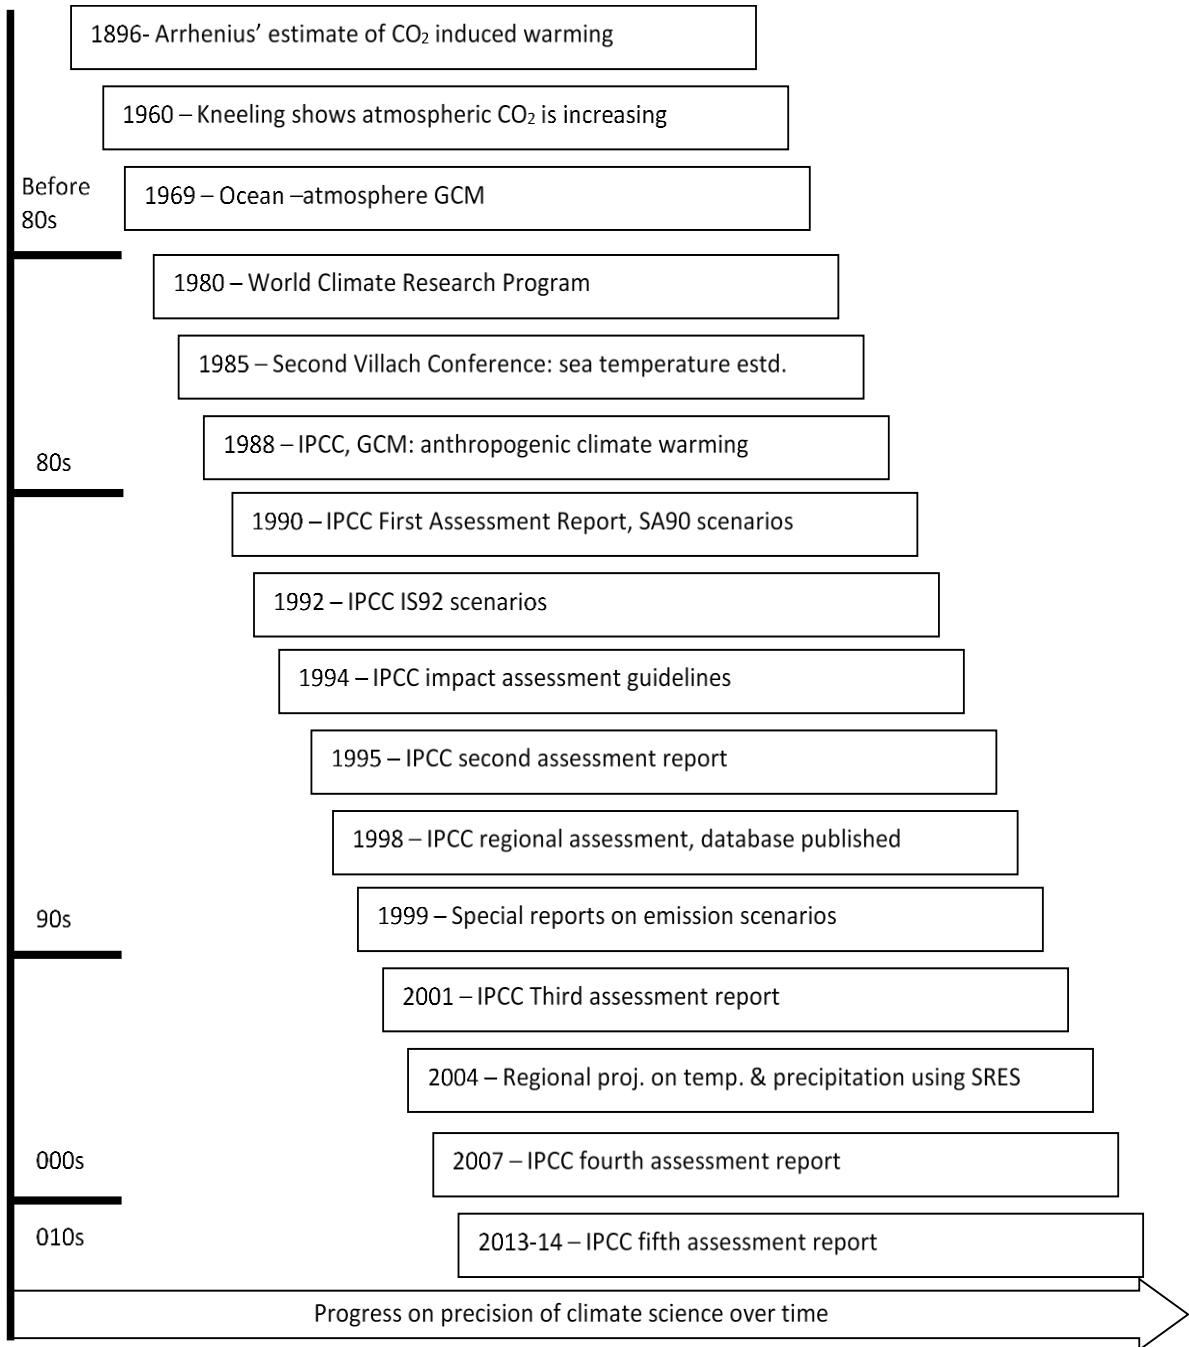 1896- Arrhenius’ estimate of CO₂ induced warming
1960 – Kneeling shows atmospheric CO₂ is increasing
Before
80s
1969 – Ocean –atmosphere GCM
1980 – World Climate Research Program
1985 – Second Villach Conference: sea temperature estd.
1988 – IPCC, GCM: anthropogenic climate warming
80s
1990 – IPCC First Assessment Report, SA90 scenarios
1992 – IPCC IS92 scenarios
1994 – IPCC impact assessment guidelines
1995 – IPCC second assessment report
1998 – IPCC regional assessment, database published
1999 – Special reports on emission scenarios
90s
2001 – IPCC Third assessment report
2004 – Regional proj. on temp. & precipitation using SRES
2007 – IPCC fourth assessment report
000s
010s
2013-14 – IPCC fifth assessment report
Progress on precision of climate science over time